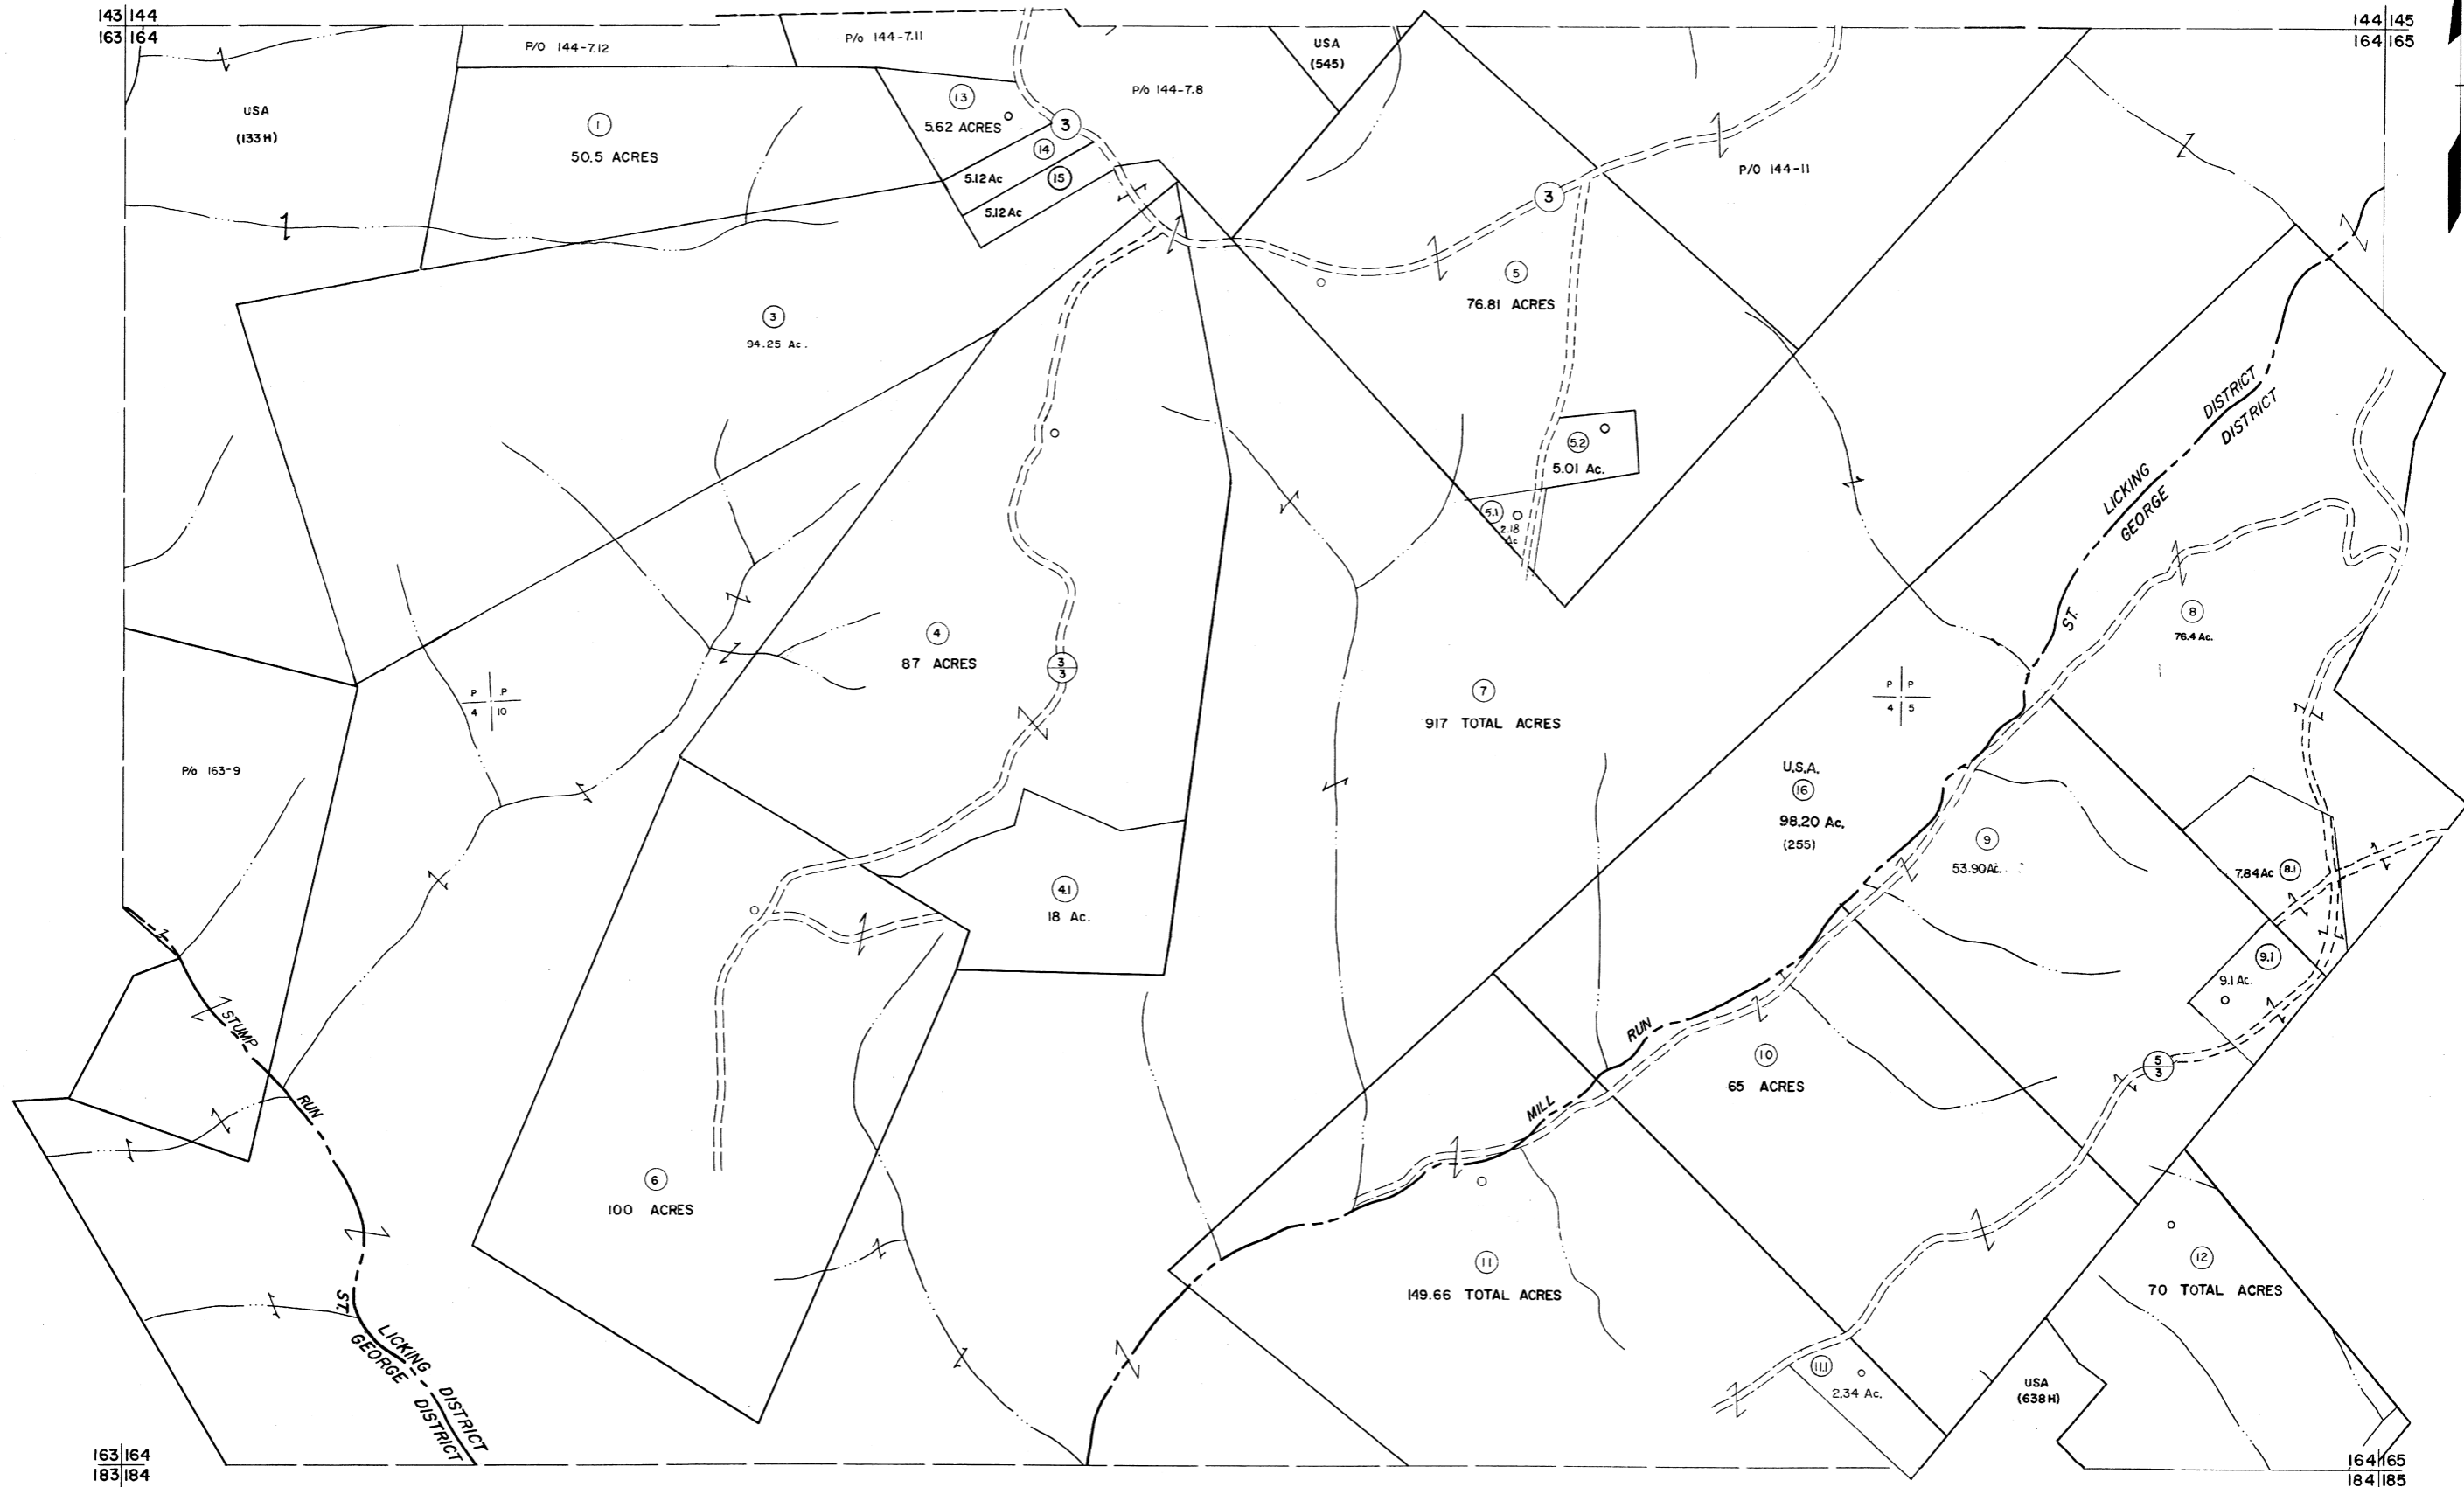 143 144
163 164
144 145
164 165
P/O 144-7.12
P/o 144-7.11
USA
(545)
P/o 144-7.8
USA
(133H)
1
50.5 ACRES
13
5.62 ACRES
3
14
5.12 Ac
15
5.12 Ac
P/O 144-11
3
5
76.81 ACRES
3
94.25 Ac.
LICKING DISTRICT
GEORGE DISTRICT
5.2
5.01 Ac.
5.1
2.18
Ac
ST.
8
76.4 Ac.
4
87 ACRES
3
3
P P
4 10
7
917 TOTAL ACRES
P P
4 5
P/o 163-9
U.S.A.
16
98.20 Ac.
(255)
9
53.90Ac.
7.84Ac 8.1
4.1
18 Ac.
9.1
9.1 Ac.
STUMP
RUN
ST.
MILL RUN
10
65 ACRES
5
3
6
100 ACRES
11
149.66 TOTAL ACRES
12
70 TOTAL ACRES
LICKING DISTRICT
GEORGE DISTRICT
11.1
2.34 Ac.
USA
(638H)
163 164
183 184
164 165
184 185